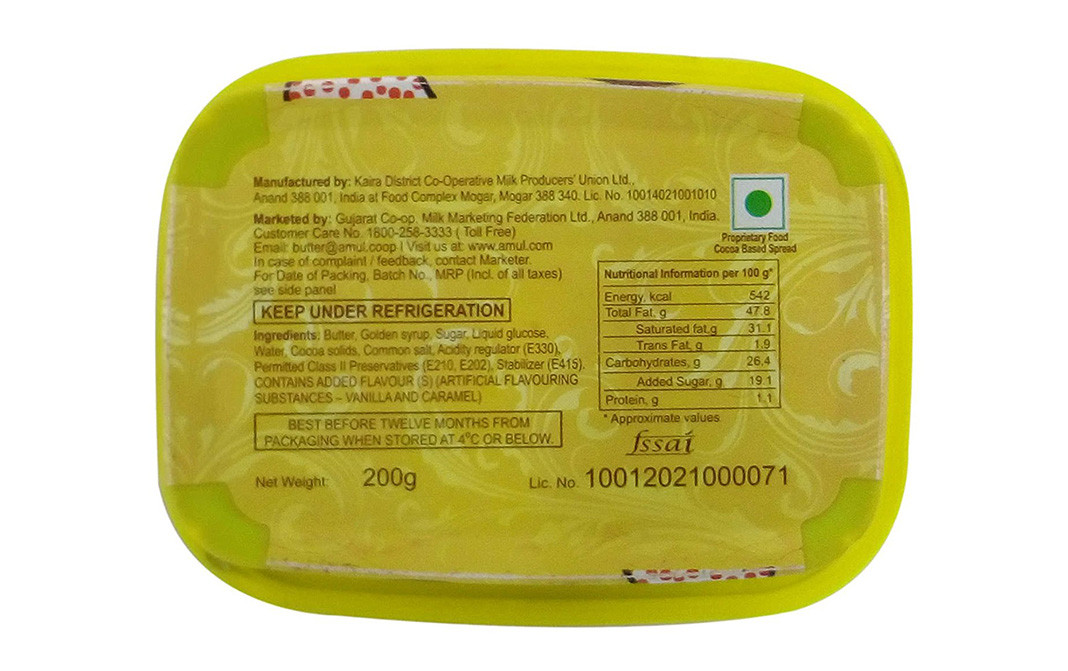 Manufactured by: Kaira District Co-Operative Milk Producers' Union Ltd.,
Anand 388 001, India at Food Complex Mogar, Mogar 388 340. Lic. No. 10014021001010
Marketed by: Gujarat Co-op. Milk Marketing Federation Ltd., Anand 388 001, India.
Customer Care No. 1800-258-3333 ( Toll Free)
Email: butter@amul.coop I Visit us at: www.amul.com
In case of complaint / feedback, contact Marketer.
For Date of Packing, Batch No., MRP (Incl. of all taxes)
see side panel
KEEP UNDER REFRIGERATION
Ingredients: Butter, Golden syrup, Sugar, Liquid glucose,
Water, Cocoa solids, Common salt, Acidity regulator (E330),
Permitted Class II Preservatives (E210, E202), Stabilizer (E415).
CONTAINS ADDED FLAVOUR (S) (ARTIFICIAL FLAVOURING
SUBSTANCES – VANILLA AND CARAMEL)
BEST BEFORE TWELVE MONTHS FROM
PACKAGING WHEN STORED AT 4°C OR BELOW.
Net Weight: 200g
Proprietary Food
Cocoa Based Spread
Nutritional Information per 100 g*
Energy, kcal 542
Total Fat, g 47.8
Saturated fat,g 31.1
Trans Fat, g 1.9
Carbohydrates, g 26.4
Added Sugar, g 19.1
Protein, g 1.1
* Approximate values
fssai
Lic. No. 10012021000071